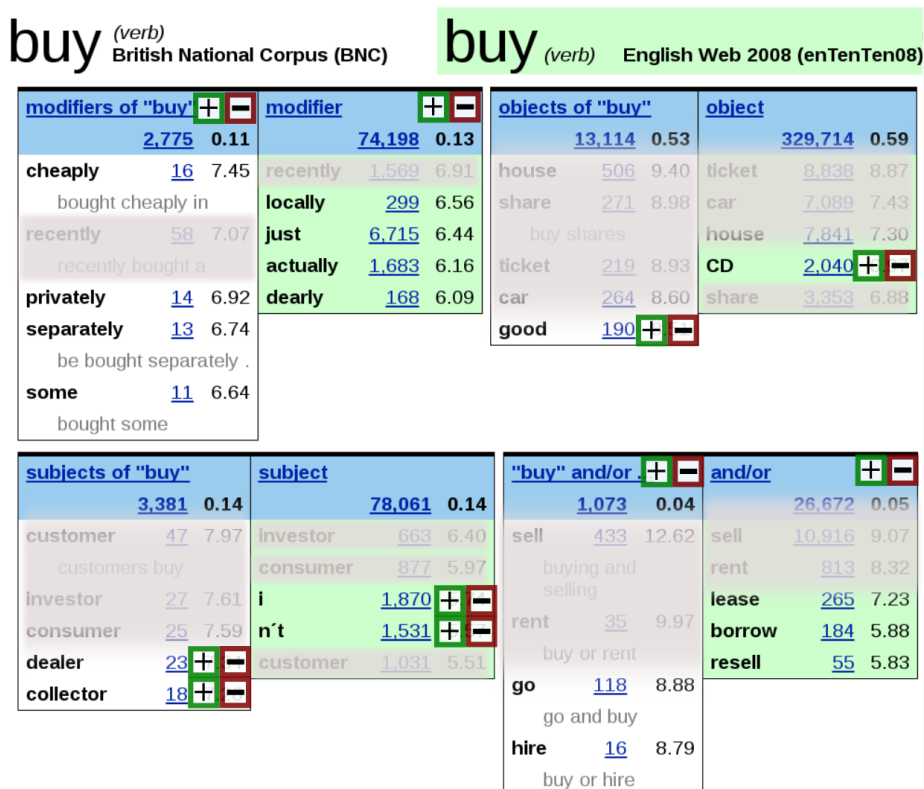 buy (verb) British National Corpus (BNC)
buy (verb) English Web 2008 (enTenTen08)
modifiers of "buy" + −
2,775 0.11
cheaply 16 7.45
bought cheaply in
recently 58 7.07
recently bought a
privately 14 6.92
separately 13 6.74
be bought separately .
some 11 6.64
bought some
modifier + −
74,198 0.13
recently 1,569 6.91
locally 299 6.56
just 6,715 6.44
actually 1,683 6.16
dearly 168 6.09
objects of "buy"
13,114 0.53
house 506 9.40
share 271 8.98
buy shares
ticket 219 8.93
car 264 8.60
good 190 + −
object
329,714 0.59
ticket 8,838 8.87
car 7,089 7.43
house 7,841 7.30
CD 2,040 + −
share 3,353 6.88
subjects of "buy"
3,381 0.14
customer 47 7.97
customers buy
investor 27 7.61
consumer 25 7.59
dealer 23 + −
collector 18 + −
subject
78,061 0.14
investor 663 6.40
consumer 877 5.97
i 1,870 + −
n´t 1,531 + −
customer 1,031 5.51
"buy" and/or . + −
1,073 0.04
sell 433 12.62
buying and
selling
rent 35 9.97
buy or rent
go 118 8.88
go and buy
hire 16 8.79
buy or hire
and/or + −
26,672 0.05
sell 10,916 9.07
rent 813 8.32
lease 265 7.23
borrow 184 5.88
resell 55 5.83